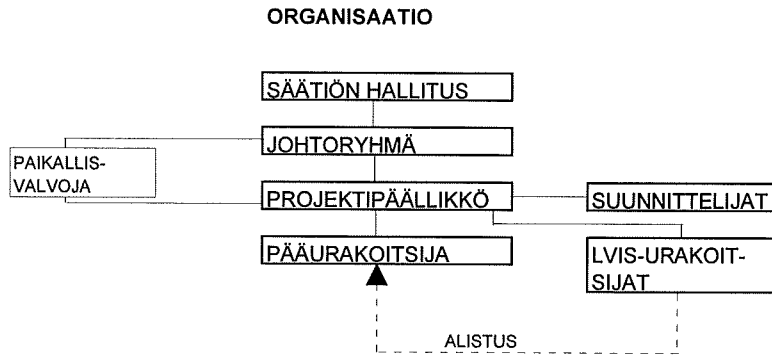 ORGANISAATIO
SÄÄTIÖN HALLITUS
JOHTORYHMÄ
PAIKALLIS-
VALVOJA
PROJEKTIPÄÄLLIKKÖ
SUUNNITTELIJAT
PÄÄURAKOITSIJA
LVIS-URAKOIT-
SIJAT
ALISTUS